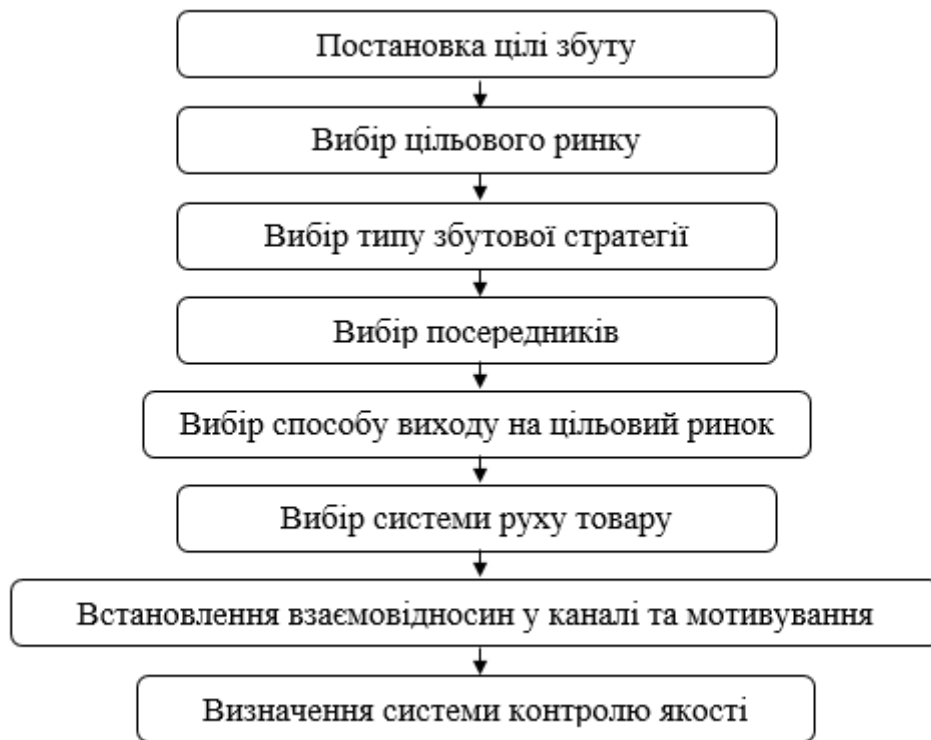 Постановка цілі збуту
Вибір цільового ринку
Вибір типу збутової стратегії
Вибір посередників
Вибір способу виходу на цільовий ринок
Вибір системи руху товару
Встановлення взаємовідносин у каналі та мотивування
Визначення системи контролю якості